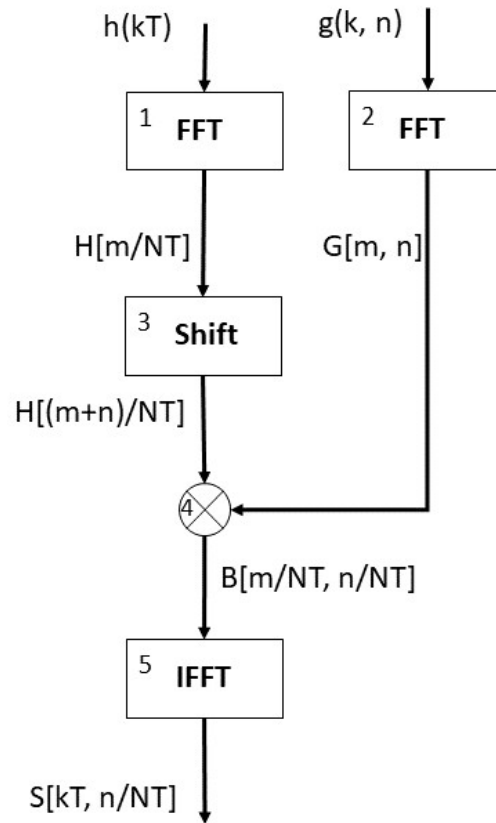 h(kT)
g(k, n)
1
FFT
2
FFT
H[m/NT]
G[m, n]
3
Shift
H[(m+n)/NT]
4
B[m/NT, n/NT]
5
IFFT
S[kT, n/NT]